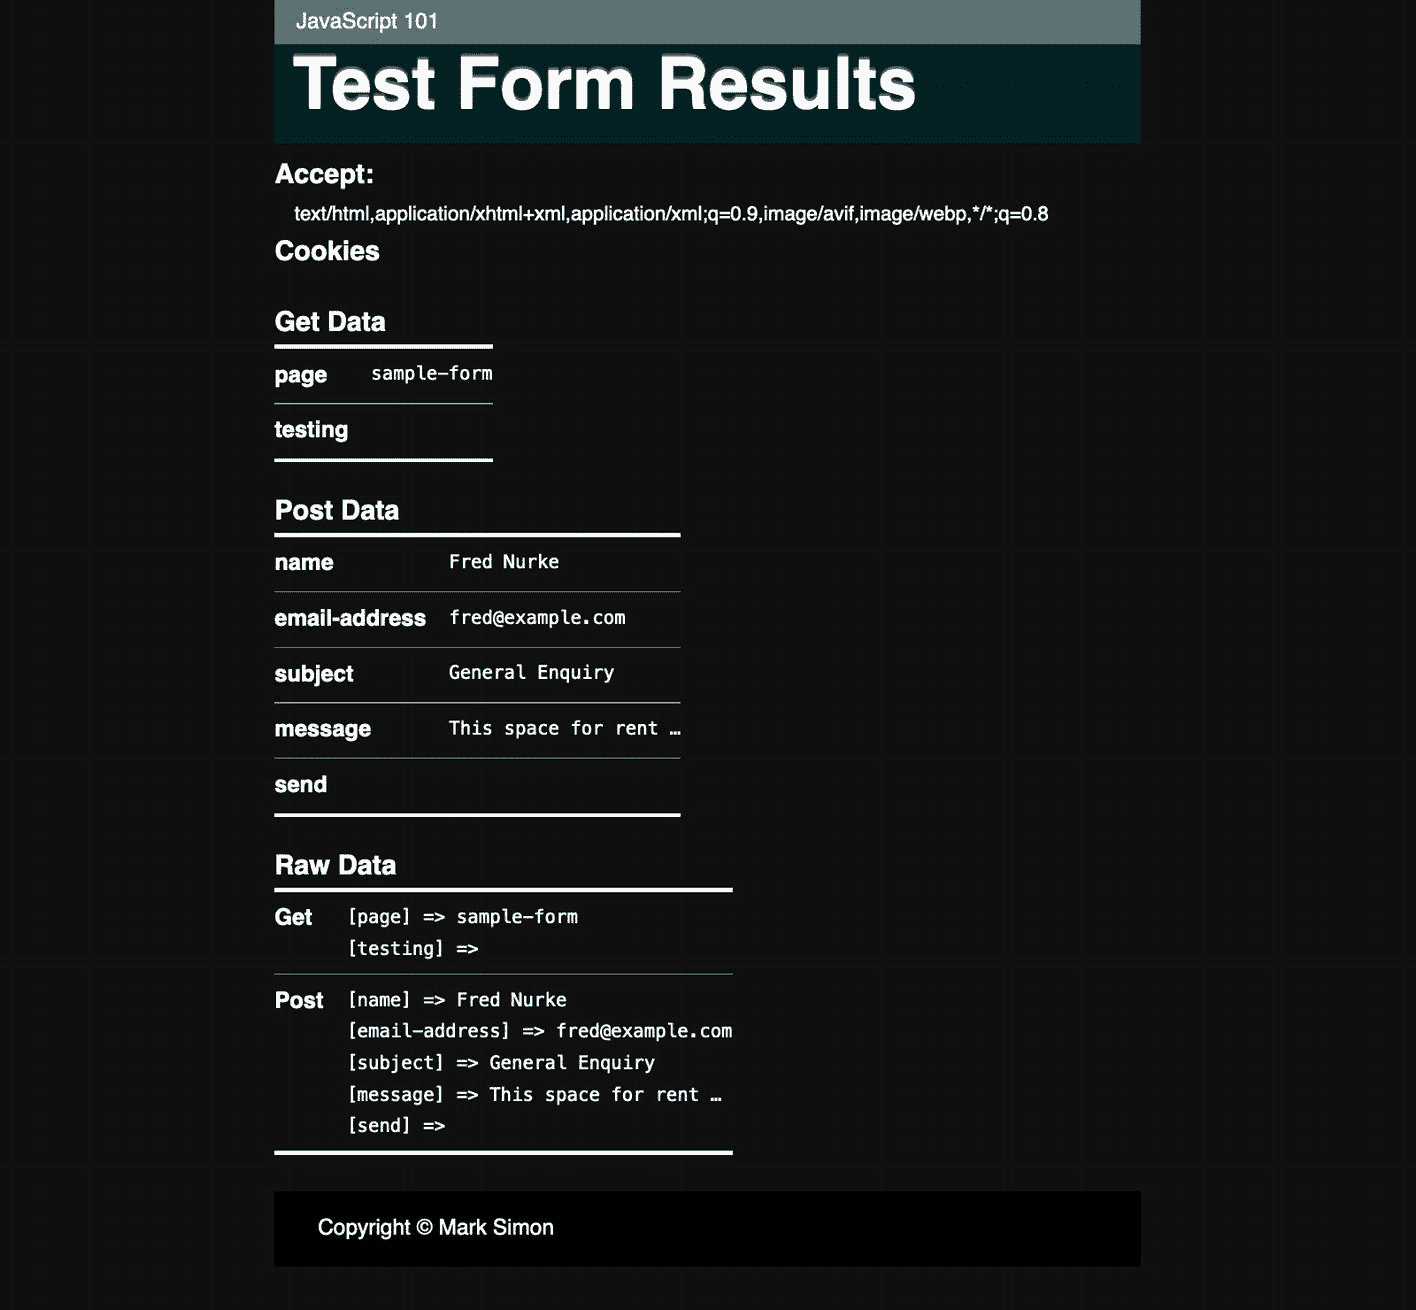 JavaScript 101
Test Form Results
Accept:
text/html,application/xhtml+xml,application/xml;q=0.9,image/avif,image/webp,*/*;q=0.8
Cookies
Get Data
page sample-form
testing
Post Data
name Fred Nurke
email-address fred@example.com
subject General Enquiry
message This space for rent …
send
Raw Data
Get [page] => sample-form
[testing] =>
Post [name] => Fred Nurke
[email-address] => fred@example.com
[subject] => General Enquiry
[message] => This space for rent …
[send] =>
Copyright © Mark Simon